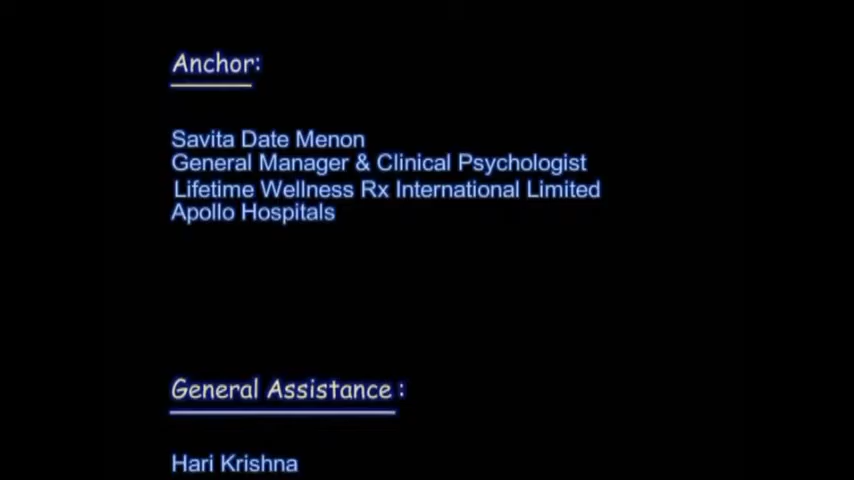 Anchor:
Savita Date Menon
General Manager & Clinical Psychologist
Lifetime Wellness Rx International Limited
Apollo Hospitals
General Assistance :
Hari Krishna